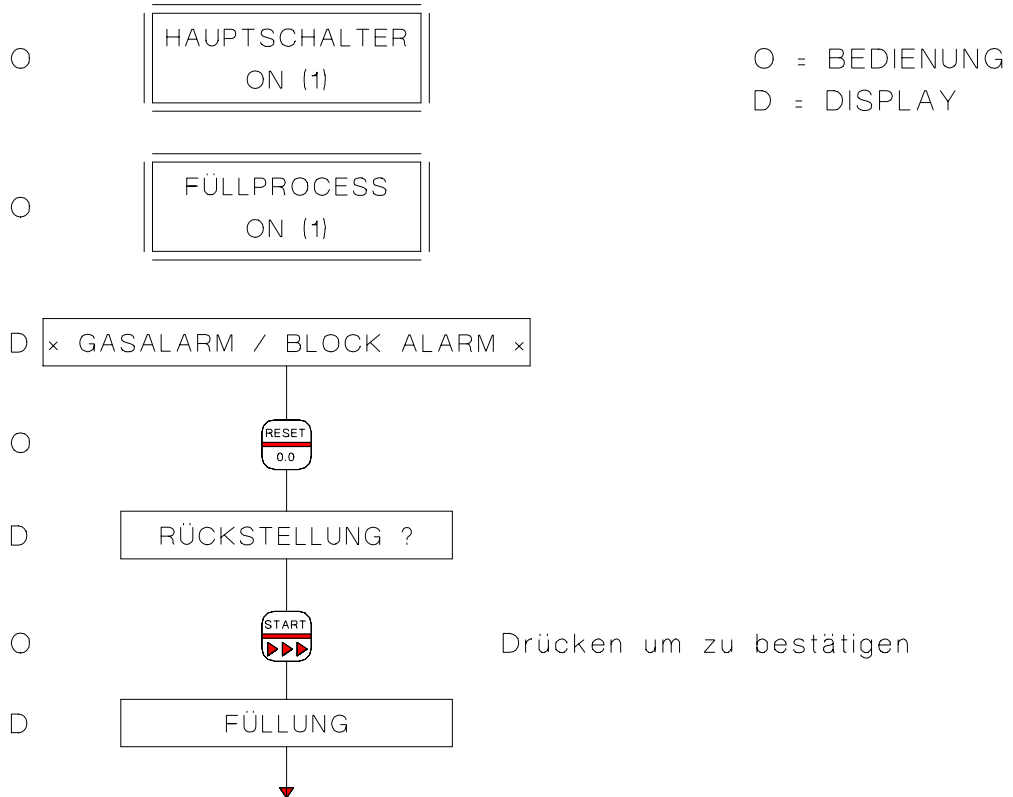 HAUPTSCHALTER
O
ON (1)
O = BEDIENUNG
D = DISPLAY
FÜLLPROCESS
O
ON (1)
D × GASALARM / BLOCK ALARM ×
RESET
O
0.0
D RÜCKSTELLUNG ?
START
O Drücken um zu bestätigen
D FÜLLUNG